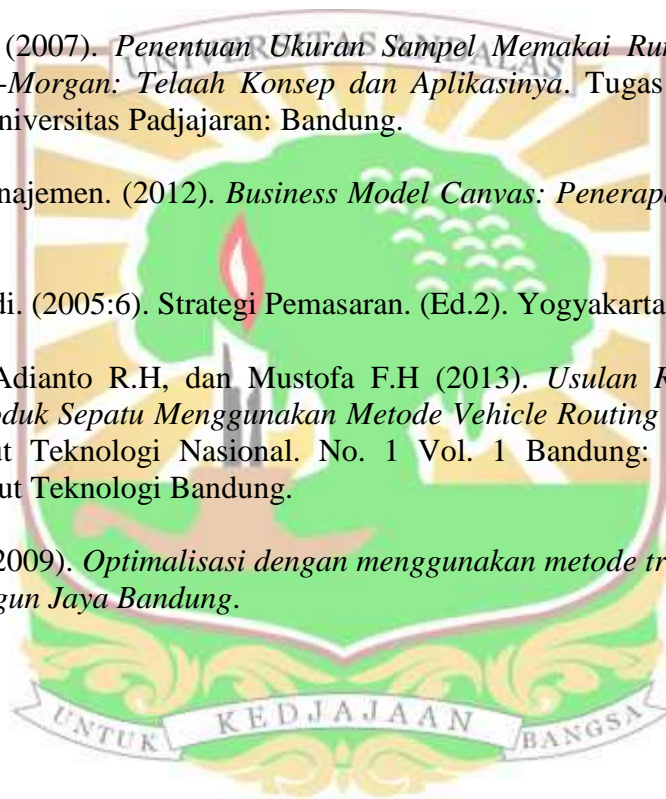 (2007). Penentuan Ukuran Sampel Memakai Ru
UNIVERSITAS ANDALAS
-Morgan: Telaah Konsep dan Aplikasinya. Tugas
niversitas Padjajaran: Bandung.
najemen. (2012). Business Model Canvas: Penerapa
di. (2005:6). Strategi Pemasaran. (Ed.2). Yogyakarta
Adianto R.H, dan Mustofa F.H (2013). Usulan R
oduk Sepatu Menggunakan Metode Vehicle Routing
ut Teknologi Nasional. No. 1 Vol. 1 Bandung:
ut Teknologi Bandung.
2009). Optimalisasi dengan menggunakan metode tr
gun Jaya Bandung.
UNTUK KEDJAJAAN BANGSA